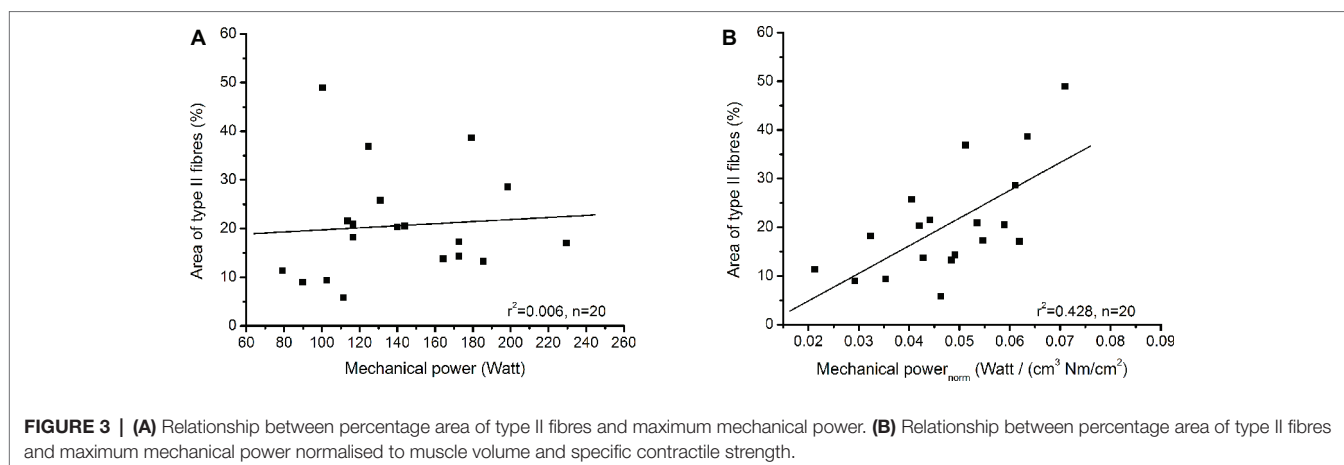 A
60
50
40
30
20
10
0
Area of type II fibres (%)
r²=0.006, n=20
60 80 100 120 140 160 180 200 220 240 260
Mechanical power (Watt)
B
60
50
40
30
20
10
0
Area of type II fibres (%)
r²=0.428, n=20
0.02 0.03 0.04 0.05 0.06 0.07 0.08 0.09
Mechanical power_norm (Watt / (cm³ Nm/cm²)
FIGURE 3 | (A) Relationship between percentage area of type II fibres and maximum mechanical power. (B) Relationship between percentage area of type II fibres
and maximum mechanical power normalised to muscle volume and specific contractile strength.